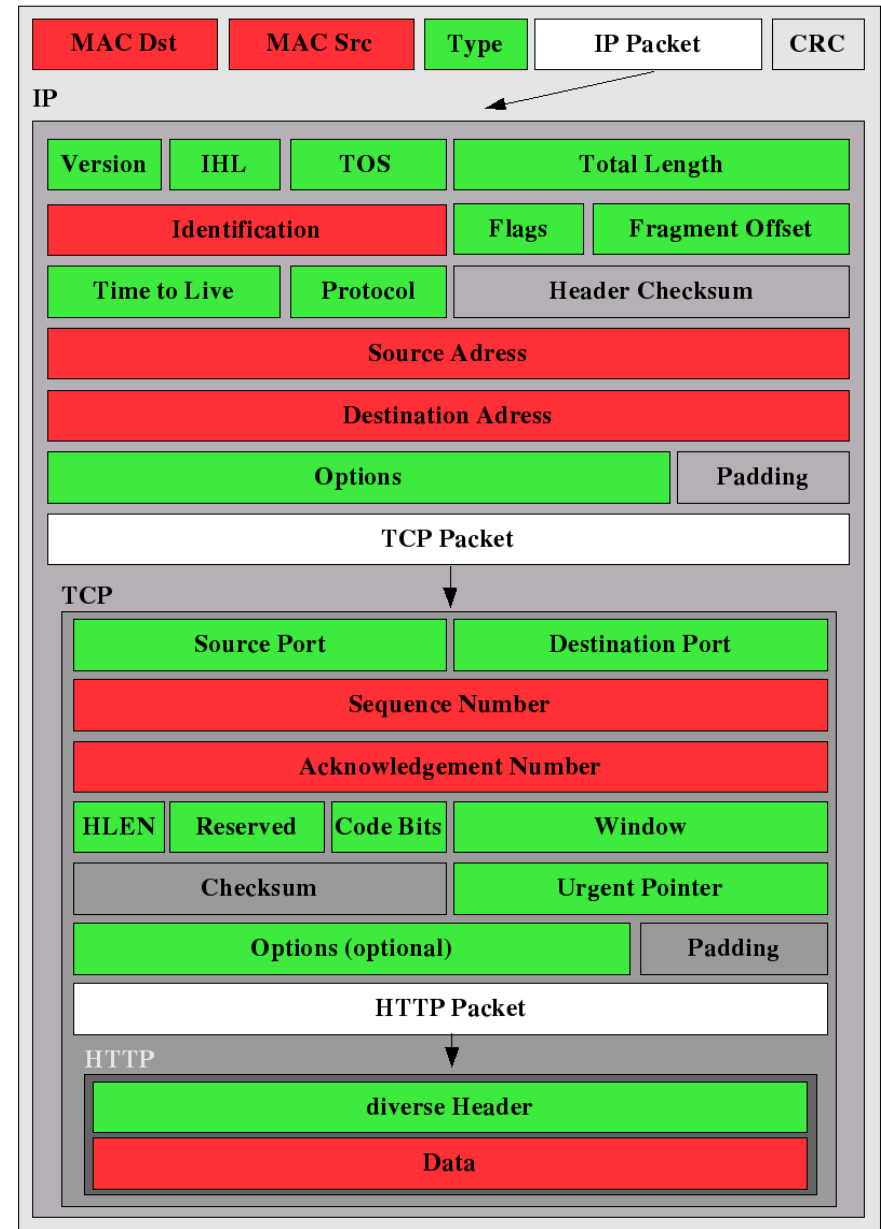 MAC Dst MAC Src Type IP Packet CRC
IP
Version IHL TOS Total Length
Identification Flags Fragment Offset
Time to Live Protocol Header Checksum
Source Adress
Destination Adress
Options Padding
TCP Packet
TCP
Source Port Destination Port
Sequence Number
Acknowledgement Number
HLEN Reserved Code Bits Window
Checksum Urgent Pointer
Options (optional) Padding
HTTP Packet
HTTP
diverse Header
Data